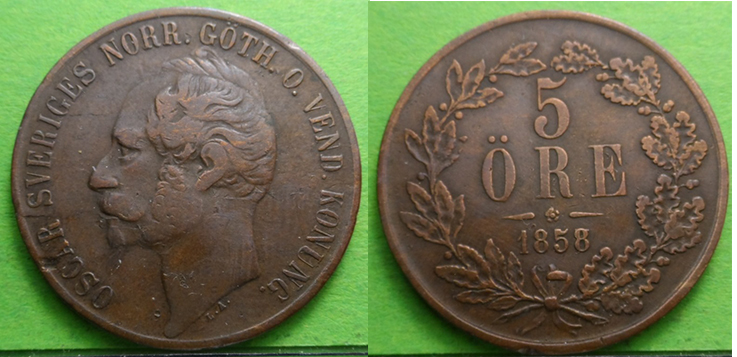 OSCAR SVERIGES NORR. GÖTH. O. VEND. KONUNG.
L.A.
5
ÖRE
1858